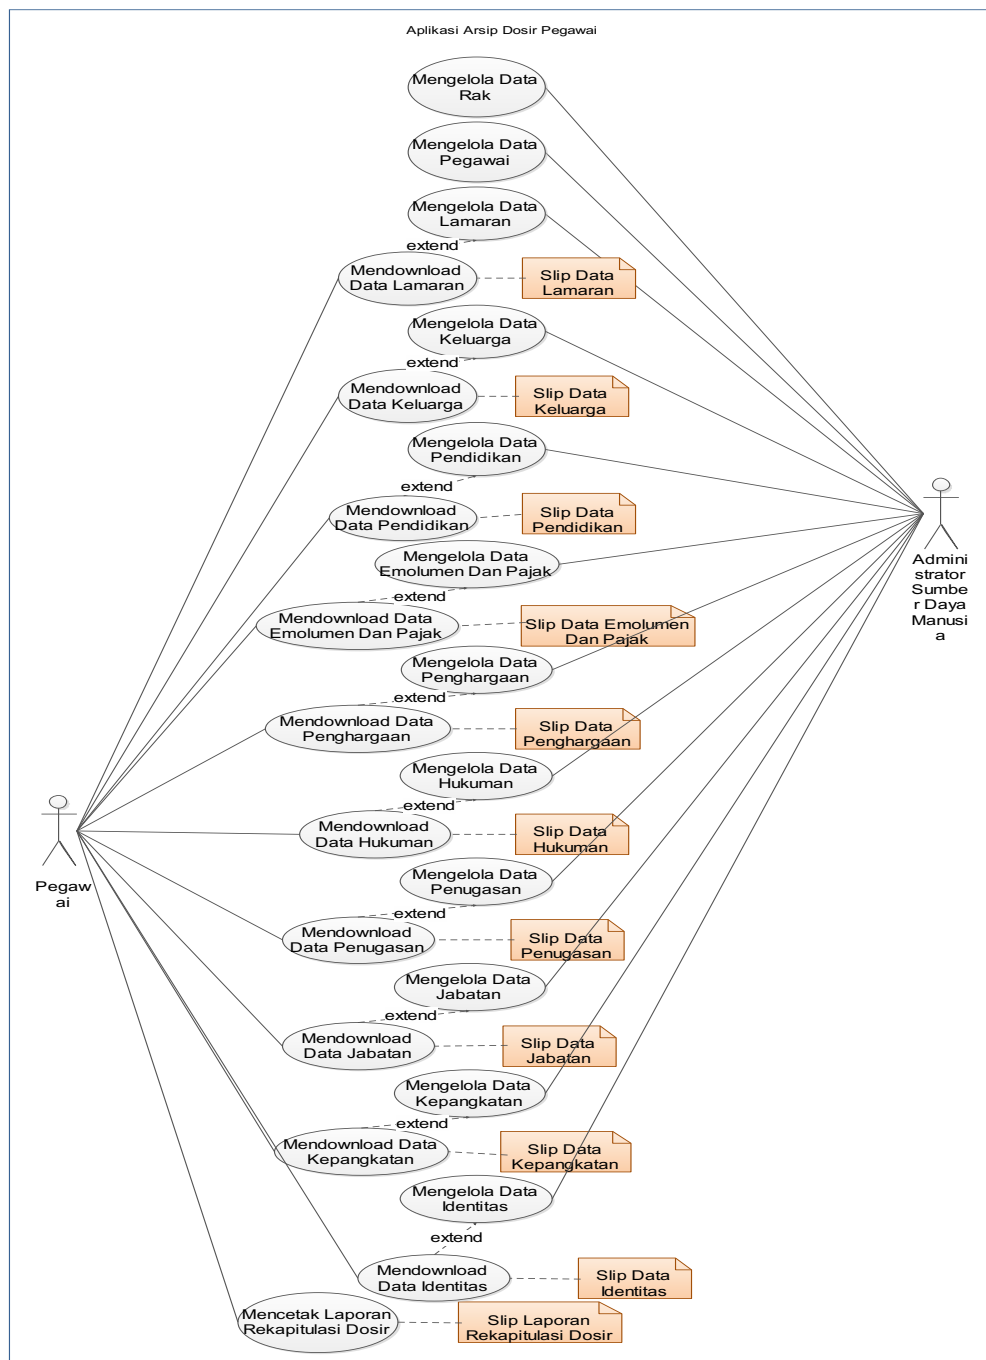 Aplikasi Arsip Dosir Pegawai
Mengelola Data
Rak
Mengelola Data
Pegawai
Mengelola Data
Lamaran
extend
Mendownload
Data Lamaran
Slip Data
Lamaran
Mengelola Data
Keluarga
extend
Mendownload
Data Keluarga
Slip Data
Keluarga
Mengelola Data
Pendidikan
extend
Mendownload
Data Pendidikan
Slip Data
Pendidikan
Mengelola Data
Emolumen Dan Pajak
extend
Mendownload Data
Emolumen Dan Pajak
Slip Data Emolumen
Dan Pajak
Admini
strator
Sumbe
r Daya
Manusi
a
Mengelola Data
Penghargaan
extend
Mendownload Data
Penghargaan
Slip Data
Penghargaan
Mengelola Data
Hukuman
extend
Mendownload
Data Hukuman
Slip Data
Hukuman
Pegaw
ai
Mengelola Data
Penugasan
extend
Mendownload
Data Penugasan
Slip Data
Penugasan
Mengelola Data
Jabatan
extend
Mendownload
Data Jabatan
Slip Data
Jabatan
Mengelola Data
Kepangkatan
extend
Mendownload Data
Kepangkatan
Slip Data
Kepangkatan
Mengelola Data
Identitas
extend
Mendownload
Data Identitas
Slip Data
Identitas
Mencetak Laporan
Rekapitulasi Dosir
Slip Laporan
Rekapitulasi Dosir